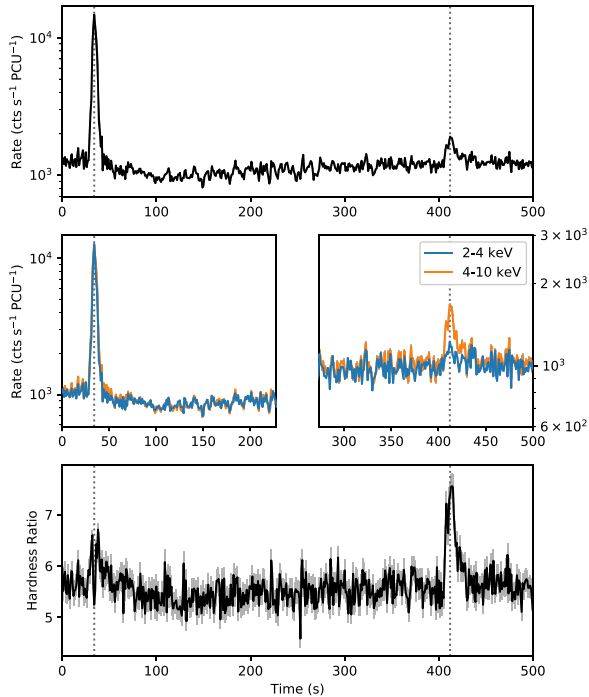 Rate (cts s⁻¹ PCU⁻¹)
10⁴
10³
0 100 200 300 400 500
Rate (cts s⁻¹ PCU⁻¹)
10⁴
10³
0 50 100 150 200
2-4 keV
4-10 keV
3 × 10³
2 × 10³
10³
6 × 10²
300 350 400 450 500
Hardness Ratio
7
6
5
0 100 200 300 400 500
Time (s)